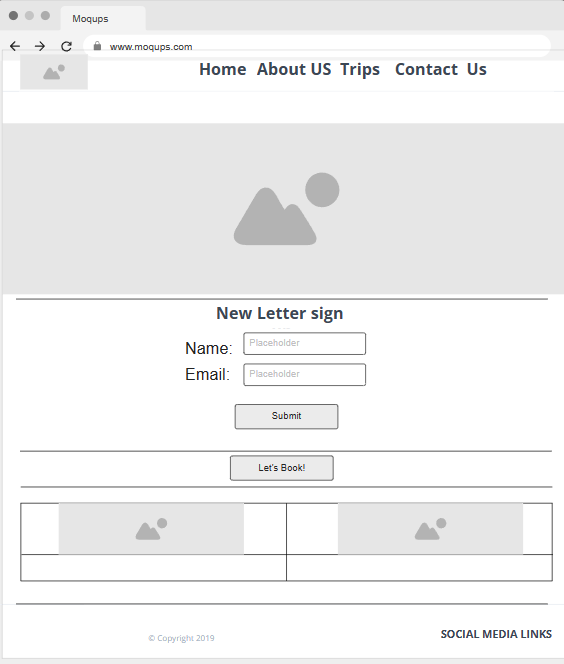 Moqups
www.moqups.com
Home About US Trips Contact Us
New Letter sign
Name: Placeholder
Email: Placeholder
Submit
Let's Book!
© Copyright 2019
SOCIAL MEDIA LINKS